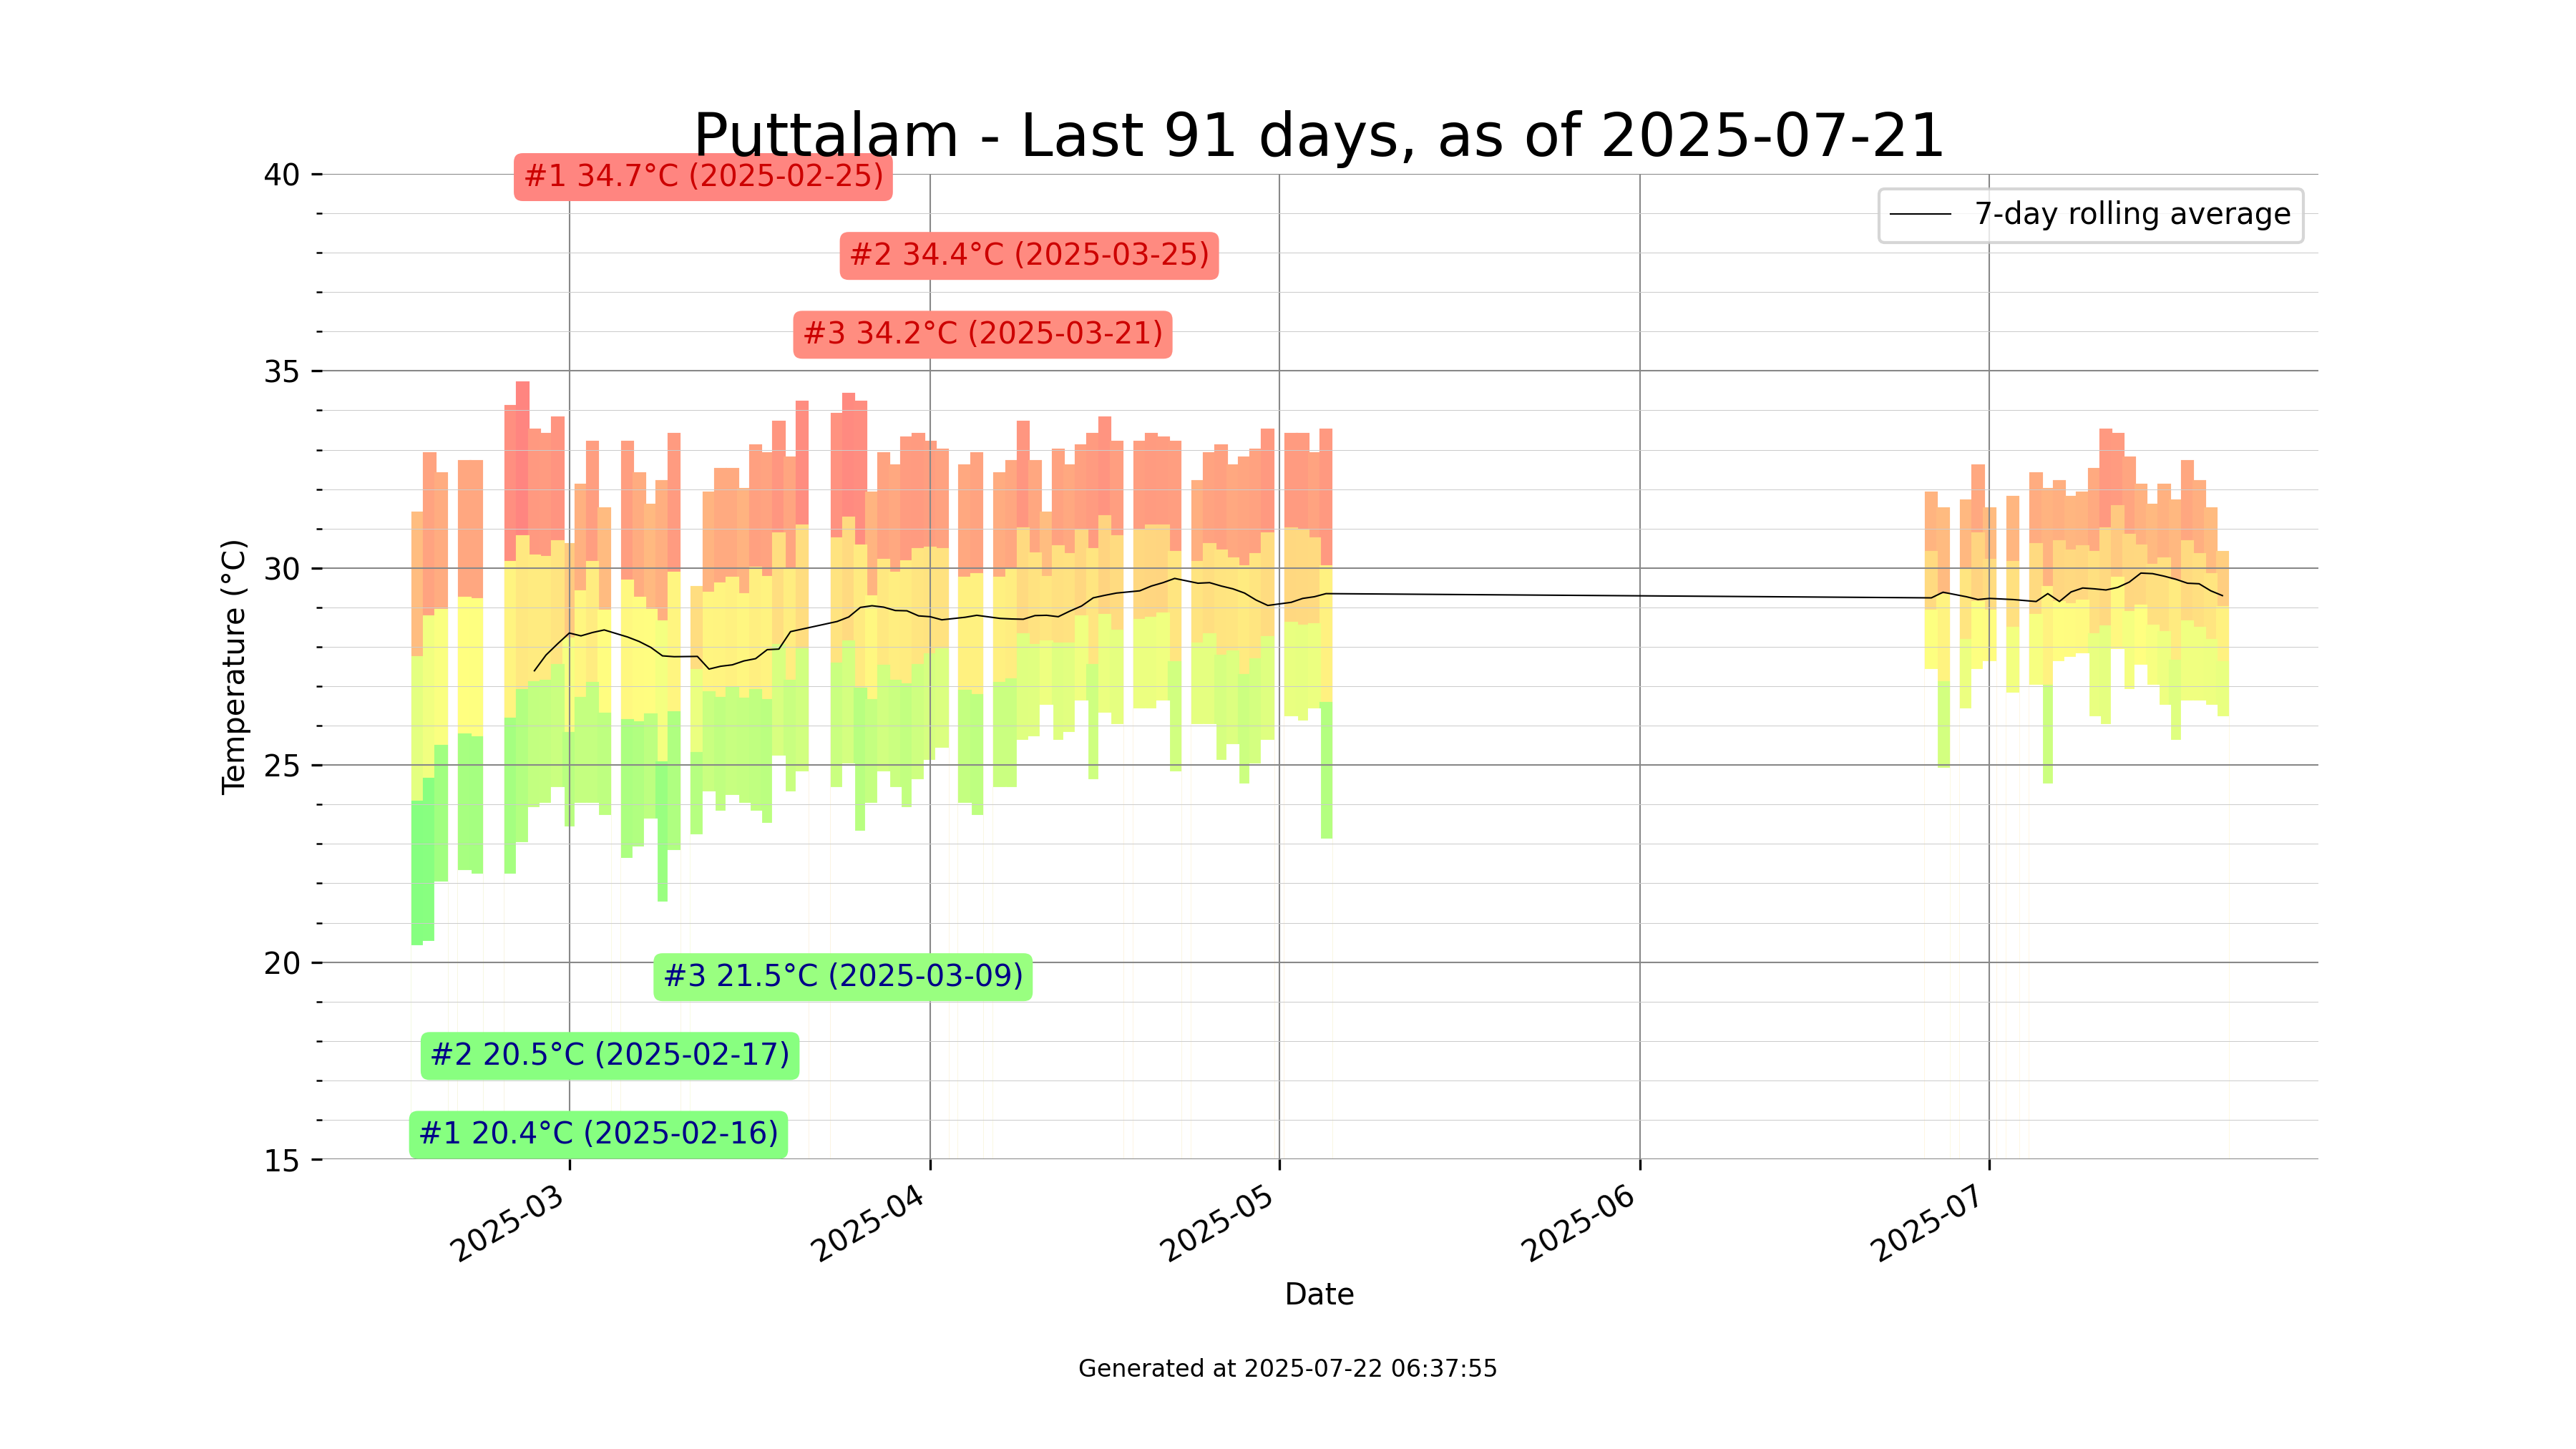 Puttalam - Last 91 days, as of 2025-07-21
#1 34.7°C (2025-02-25)
#2 34.4°C (2025-03-25)
#3 34.2°C (2025-03-21)
7-day rolling average
40
35
30
25
20
15
Temperature (°C)
#3 21.5°C (2025-03-09)
#2 20.5°C (2025-02-17)
#1 20.4°C (2025-02-16)
2025-03
2025-04
2025-05
2025-06
2025-07
Date
Generated at 2025-07-22 06:37:55